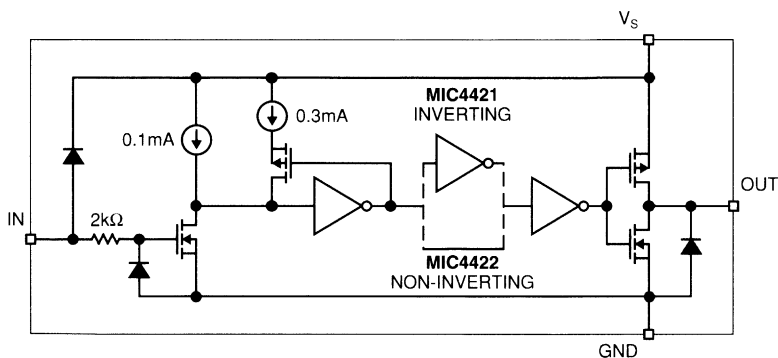 V_S
MIC4421
INVERTING
0.3mA
0.1mA
OUT
IN
2kΩ
MIC4422
NON-INVERTING
GND